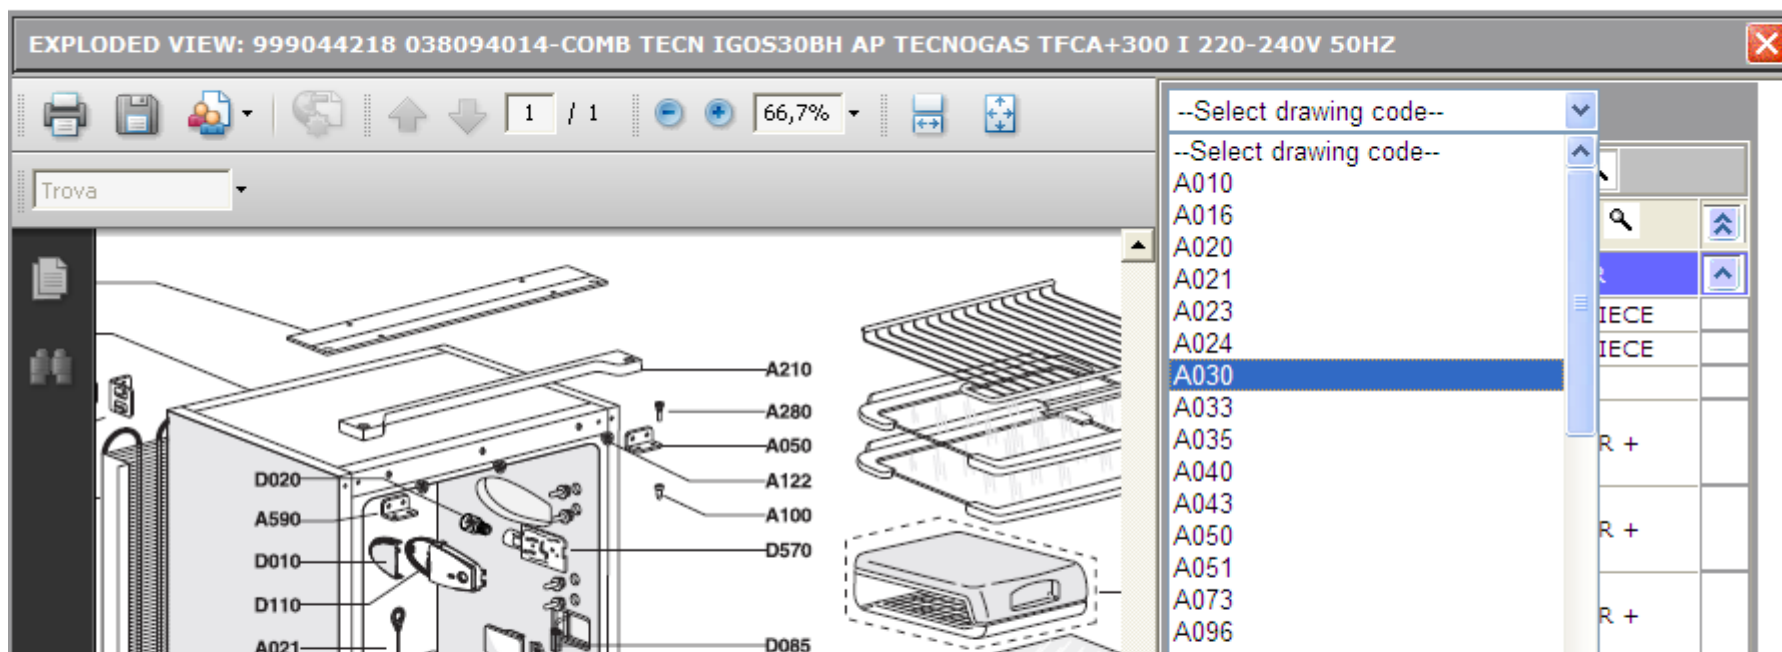 EXPLODED VIEW: 999044218 038094014-COMB TECN IGOS30BH AP TECNOGAS TFCA+300 I 220-240V 50HZ
1 / 1
66,7%
Trova
--Select drawing code--
--Select drawing code--
A010
A016
A020
A021
A023
A024
A030
A033
A035
A040
A043
A050
A051
A073
A096
IECE
IECE
R +
R +
R +
A210
A280
A050
A122
A100
D570
D085
D020
A590
D010
D110
A021